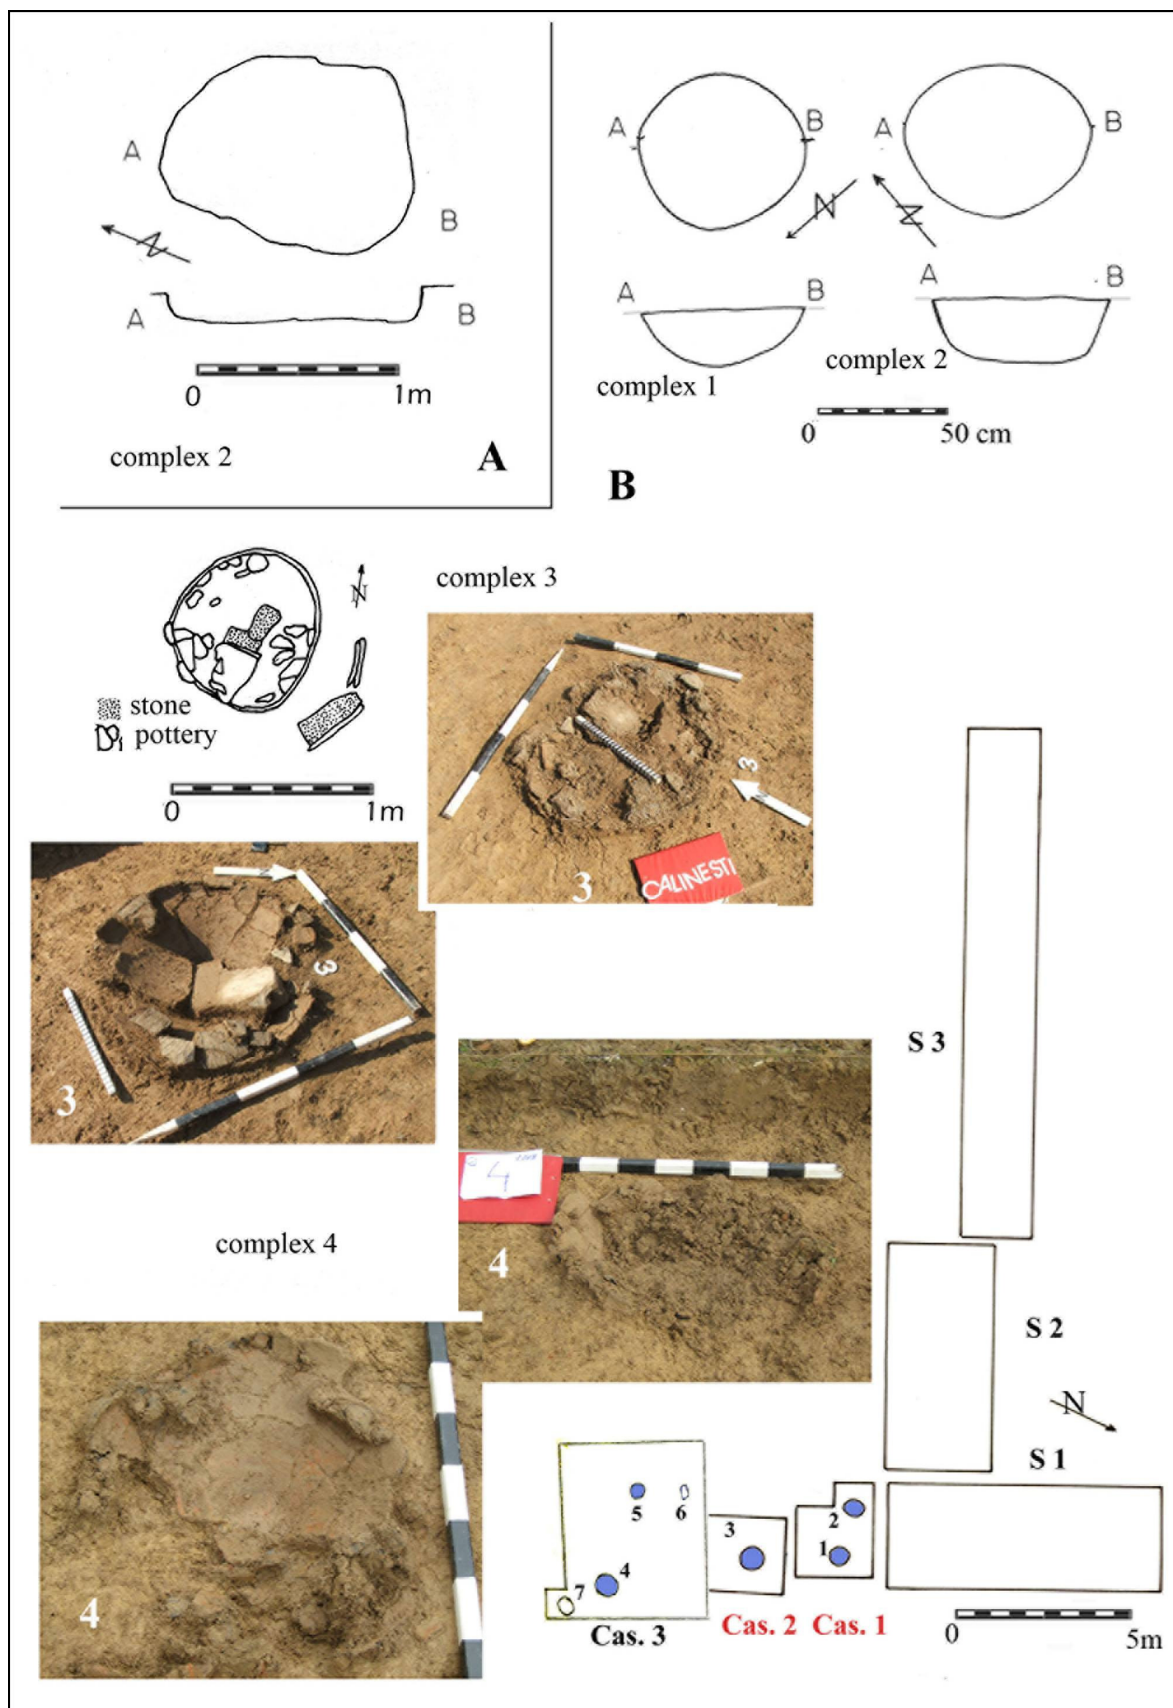 A
B
N
A
B
0 1m
complex 2
A
A
B
A
B
N
N
A
B
A
B
complex 1
complex 2
0 50 cm
B
complex 3
N
stone
pottery
0 1m
3
3
CALINESTI
3
3
S 3
4
4
complex 4
S 2
N
S 1
5
6
3
2
1
7
4
4
Cas. 3
Cas. 2
Cas. 1
0 5m